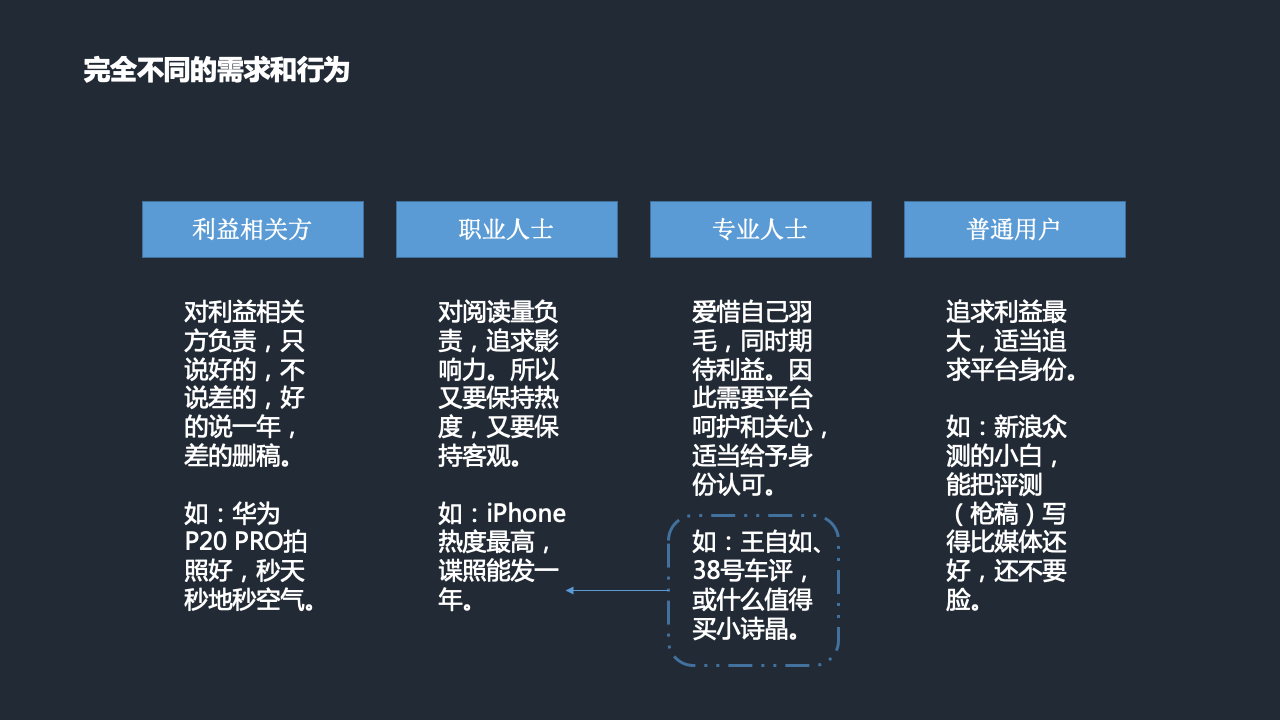 完全不同的需求和行为
利益相关方
职业人士
专业人士
普通用户
对利益相关
方负责，只
说好的，不
说差的，好
的说一年，
差的删稿。
如：华为
P20 PRO拍
照好，秒天
秒地秒空气。
对阅读量负
责，追求影
响力。所以
又要保持热
度，又要保
持客观。
如：iPhone
热度最高，
谍照能发一
年。
爱惜自己羽
毛，同时期
待利益。因
此需要平台
呵护和关心，
适当给予身
份认可。
如：王自如、
38号车评，
或什么值得
买小诗晶。
追求利益最
大，适当追
求平台身份。
如：新浪众
测的小白，
能把评测
（枪稿）写
得比媒体还
好，还不要
脸。